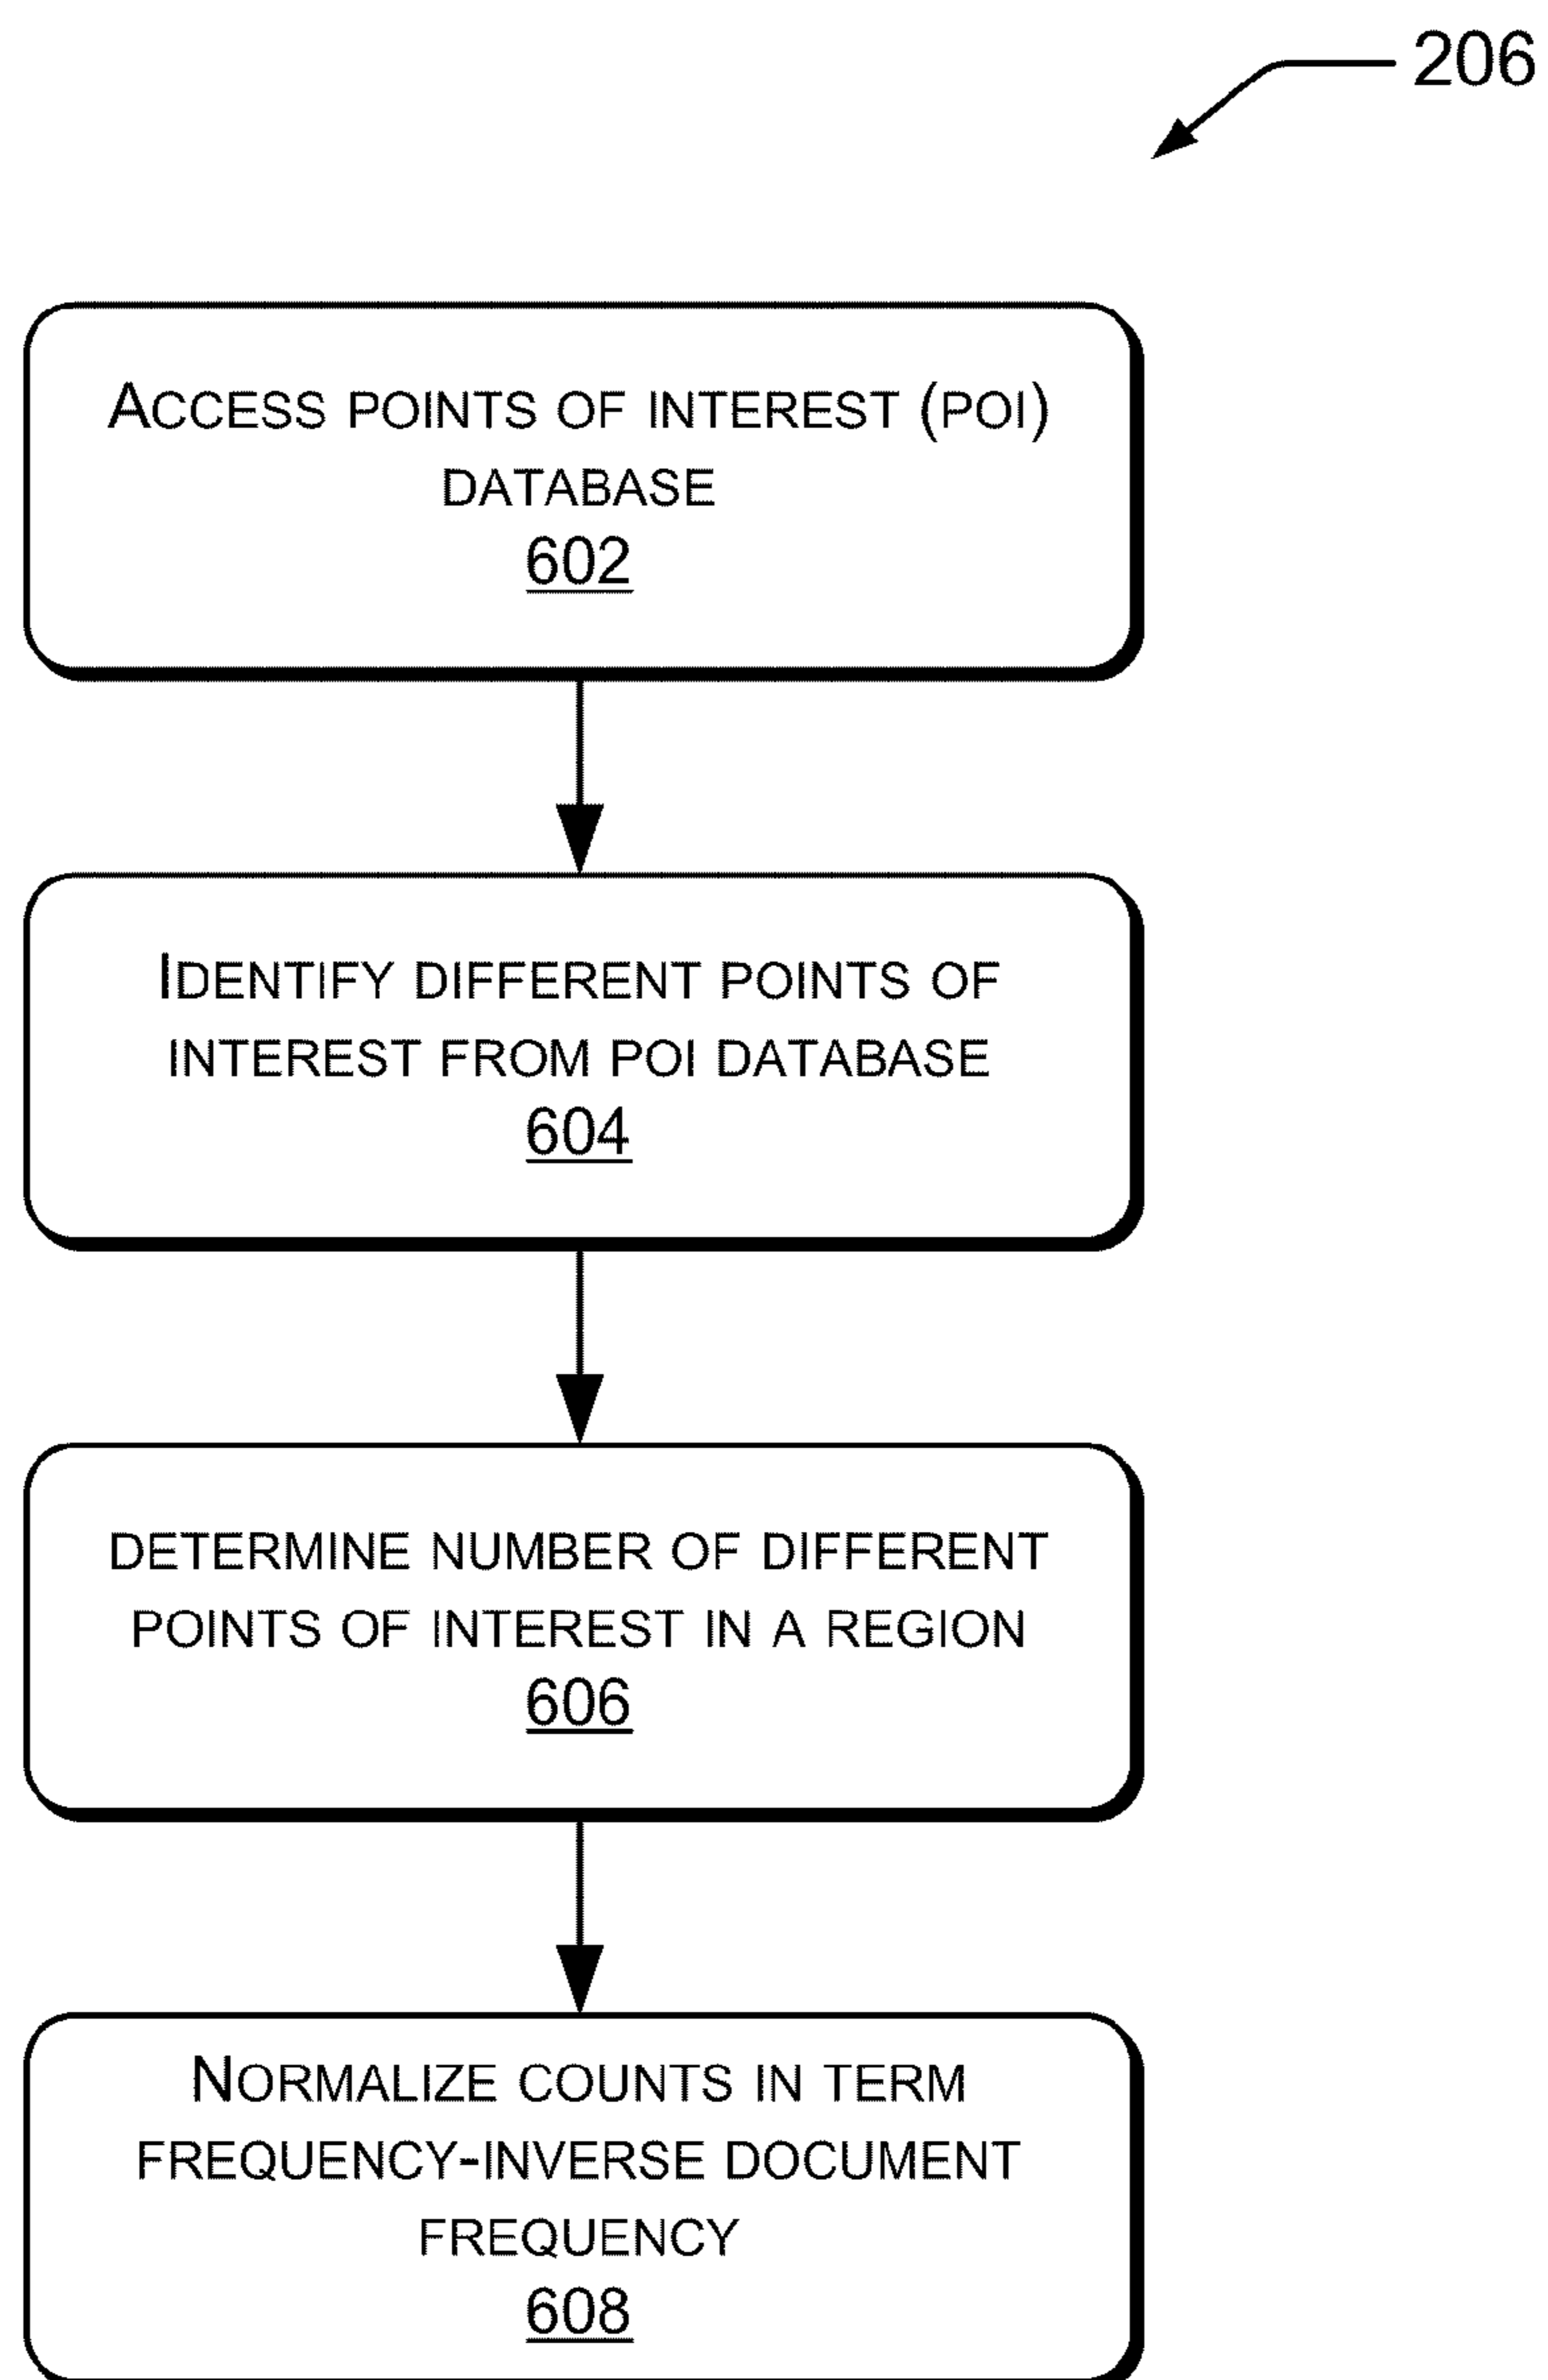 206
ACCESS POINTS OF INTEREST (POI)
DATABASE
602
IDENTIFY DIFFERENT POINTS OF
INTEREST FROM POI DATABASE
604
DETERMINE NUMBER OF DIFFERENT
POINTS OF INTEREST IN A REGION
606
NORMALIZE COUNTS IN TERM
FREQUENCY-INVERSE DOCUMENT
FREQUENCY
608